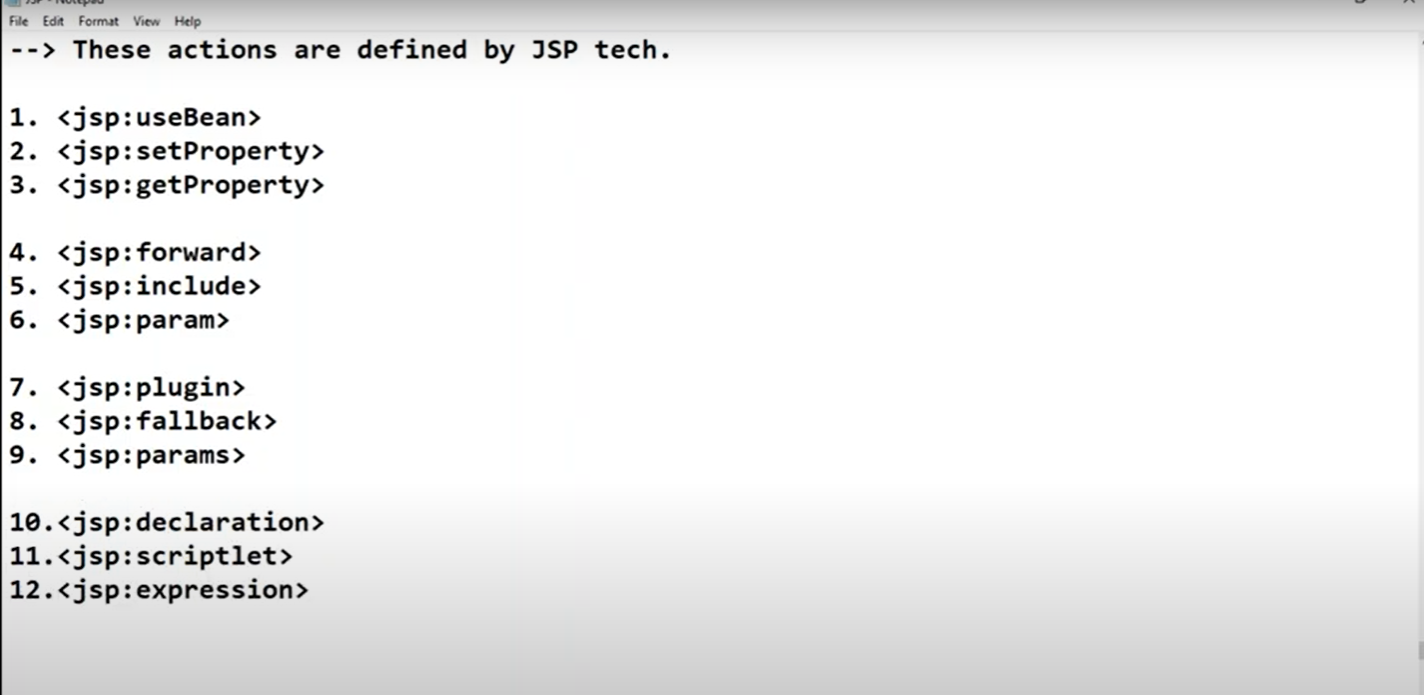 JSP - Notepad
File Edit Format View Help
--> These actions are defined by JSP tech.
1. <jsp:useBean>
2. <jsp:setProperty>
3. <jsp:getProperty>
4. <jsp:forward>
5. <jsp:include>
6. <jsp:param>
7. <jsp:plugin>
8. <jsp:fallback>
9. <jsp:params>
10.<jsp:declaration>
11.<jsp:scriptlet>
12.<jsp:expression>